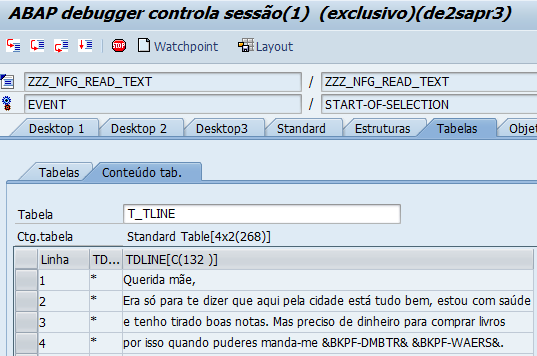 ABAP debugger controla sessão(1) (exclusivo)(de2sapr3)
STOP Watchpoint Layout
ZZZ_NFG_READ_TEXT / ZZZ_NFG_READ_TEXT
EVENT / START-OF-SELECTION
Desktop 1 Desktop 2 Desktop3 Standard Estruturas Tabelas Objet
Tabelas Conteúdo tab.
Tabela T_TLINE
Ctg.tabela Standard Table[4x2(268)]
Linha TD... TDLINE[C(132 )]
1 * Querida mãe,
2 * Era só para te dizer que aqui pela cidade está tudo bem, estou com saúde
3 * e tenho tirado boas notas. Mas preciso de dinheiro para comprar livros
4 * por isso quando puderes manda-me &BKPF-DMBTR& &BKPF-WAERS&.